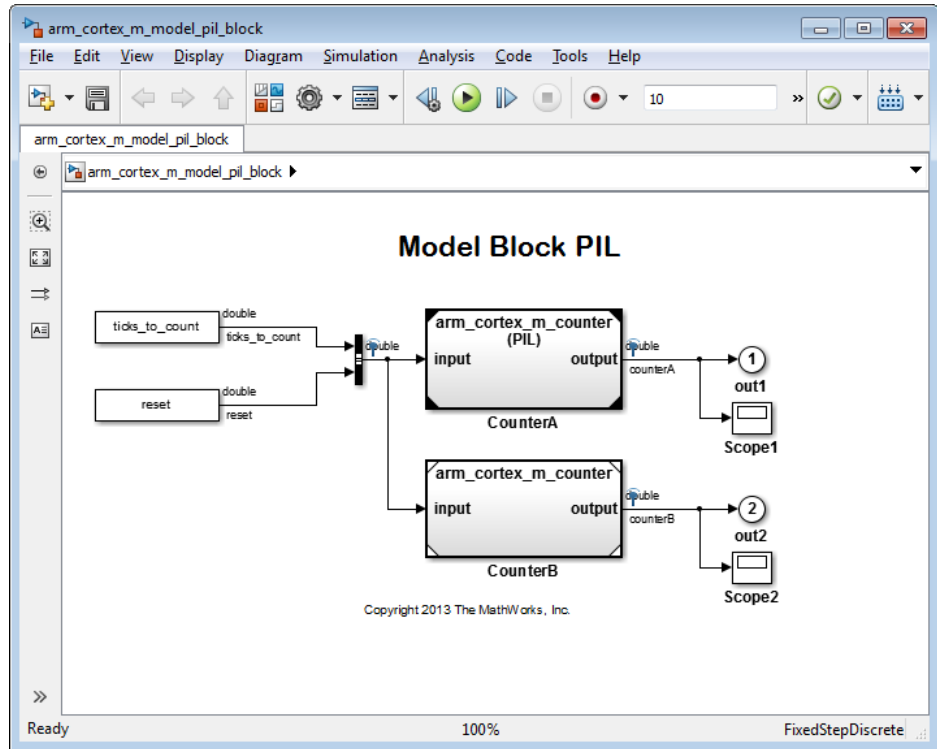 arm_cortex_m_model_pil_block
File Edit View Display Diagram Simulation Analysis Code Tools Help
10 »
arm_cortex_m_model_pil_block
arm_cortex_m_model_pil_block
Model Block PIL
ticks_to_count
double
ticks_to_count
reset
double
reset
double
arm_cortex_m_counter
(PIL)
input output
CounterA
double
counterA
1
out1
Scope1
arm_cortex_m_counter
input output
CounterB
double
counterB
2
out2
Scope2
Copyright 2013 The MathWorks, Inc.
»
Ready 100% FixedStepDiscrete